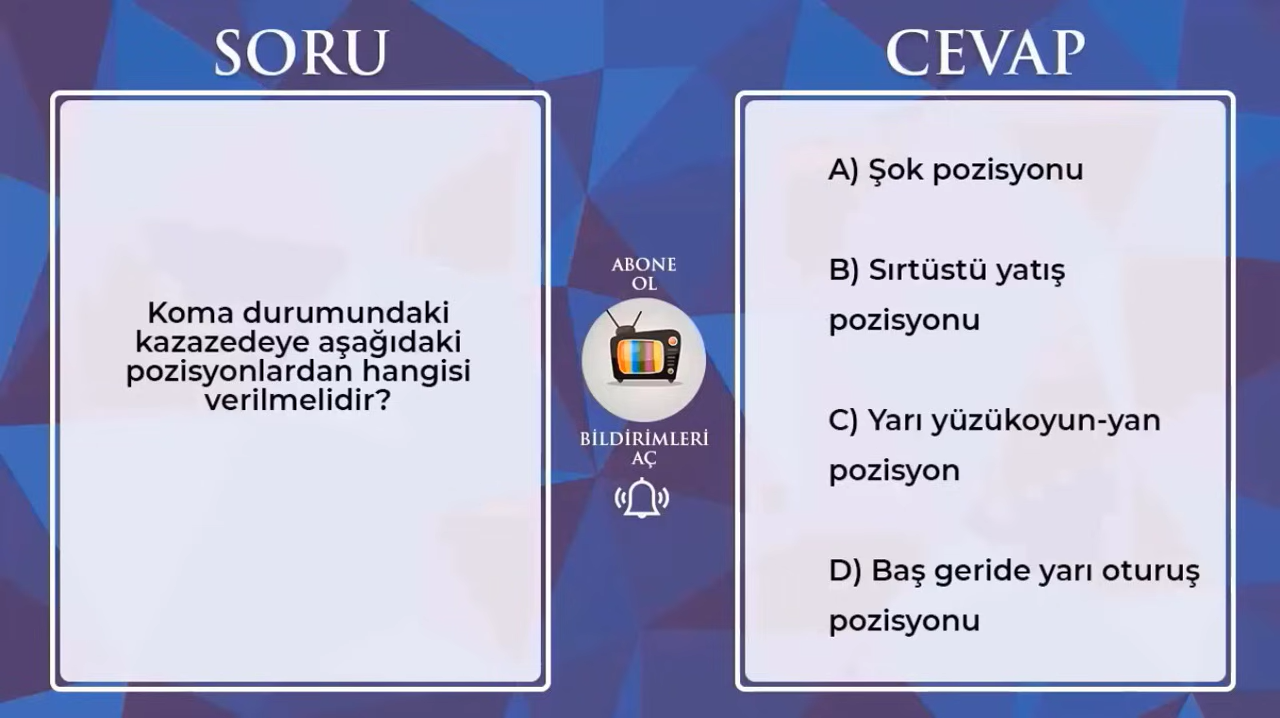 SORU
Koma durumundaki
kazazedeye aşağıdaki
pozisyonlardan hangisi
verilmelidir?
ABONE
OL
BİLDİRİMLERİ
AÇ
CEVAP
A) Şok pozisyonu
B) Sırtüstü yatış
pozisyonu
C) Yarı yüzükoyun-yan
pozisyon
D) Baş geride yarı oturuş
pozisyonu